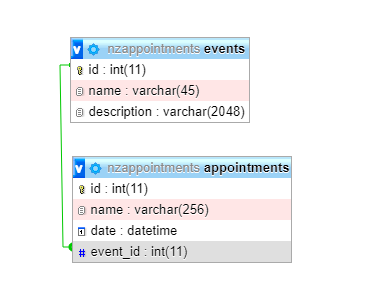 v nzappointments events
id : int(11)
name : varchar(45)
description : varchar(2048)
v nzappointments appointments
id : int(11)
name : varchar(256)
date : datetime
# event_id : int(11)